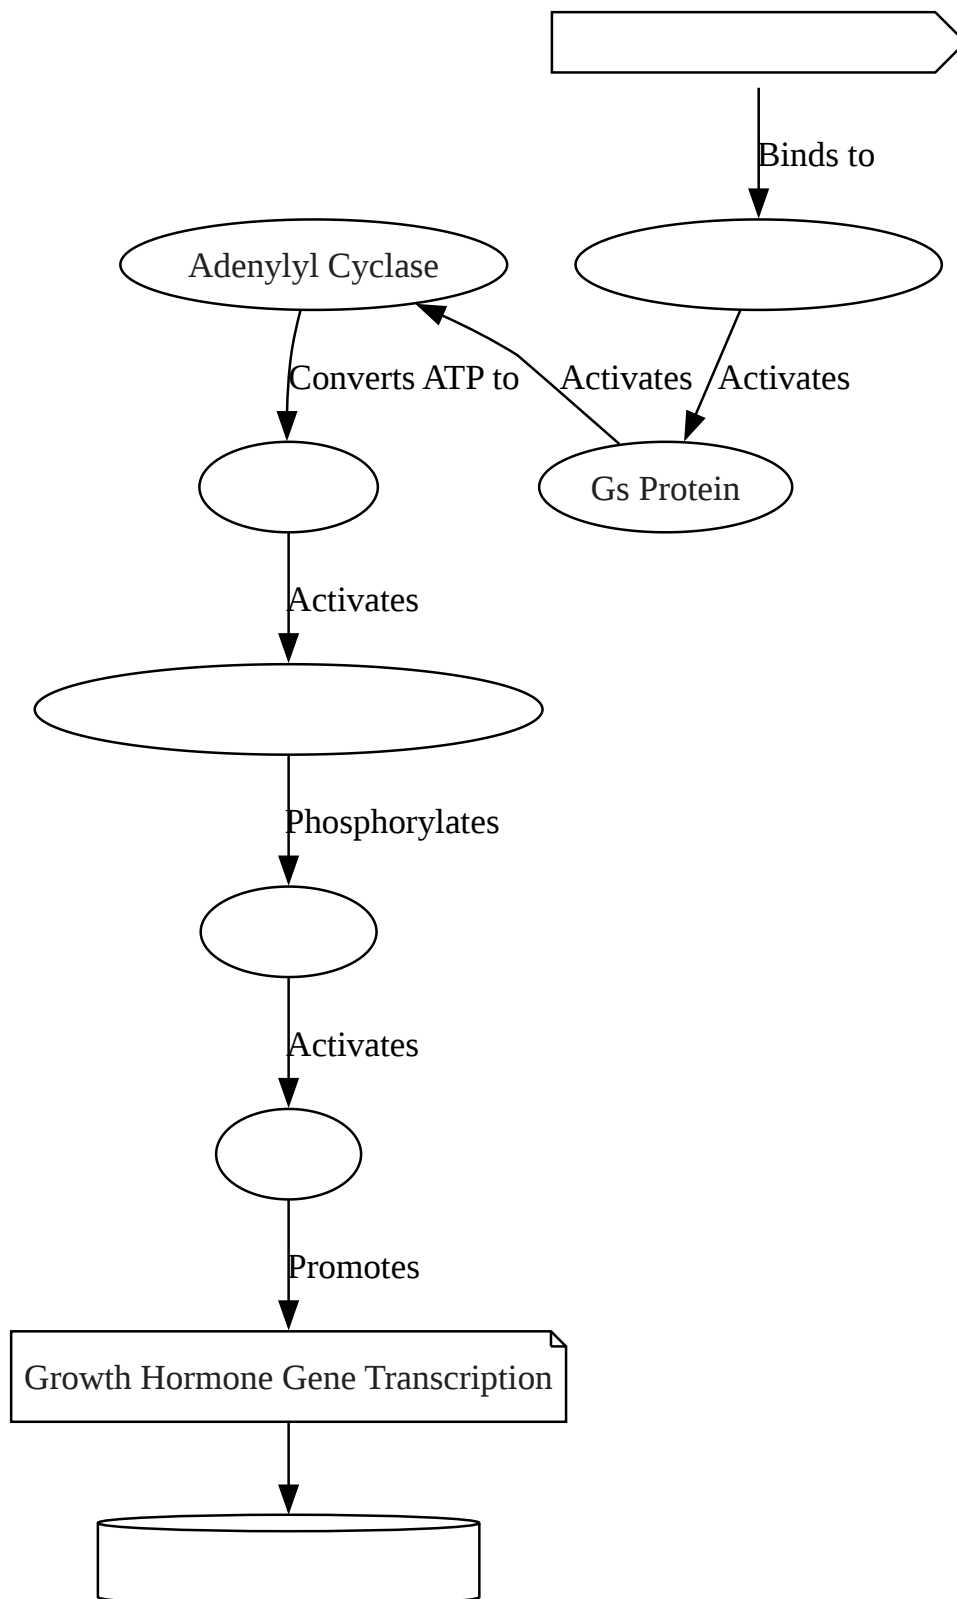 Binds to
Adenylyl Cyclase
Converts ATP to
Activates
Activates
Gs Protein
Activates
Phosphorylates
Activates
Promotes
Growth Hormone Gene Transcription